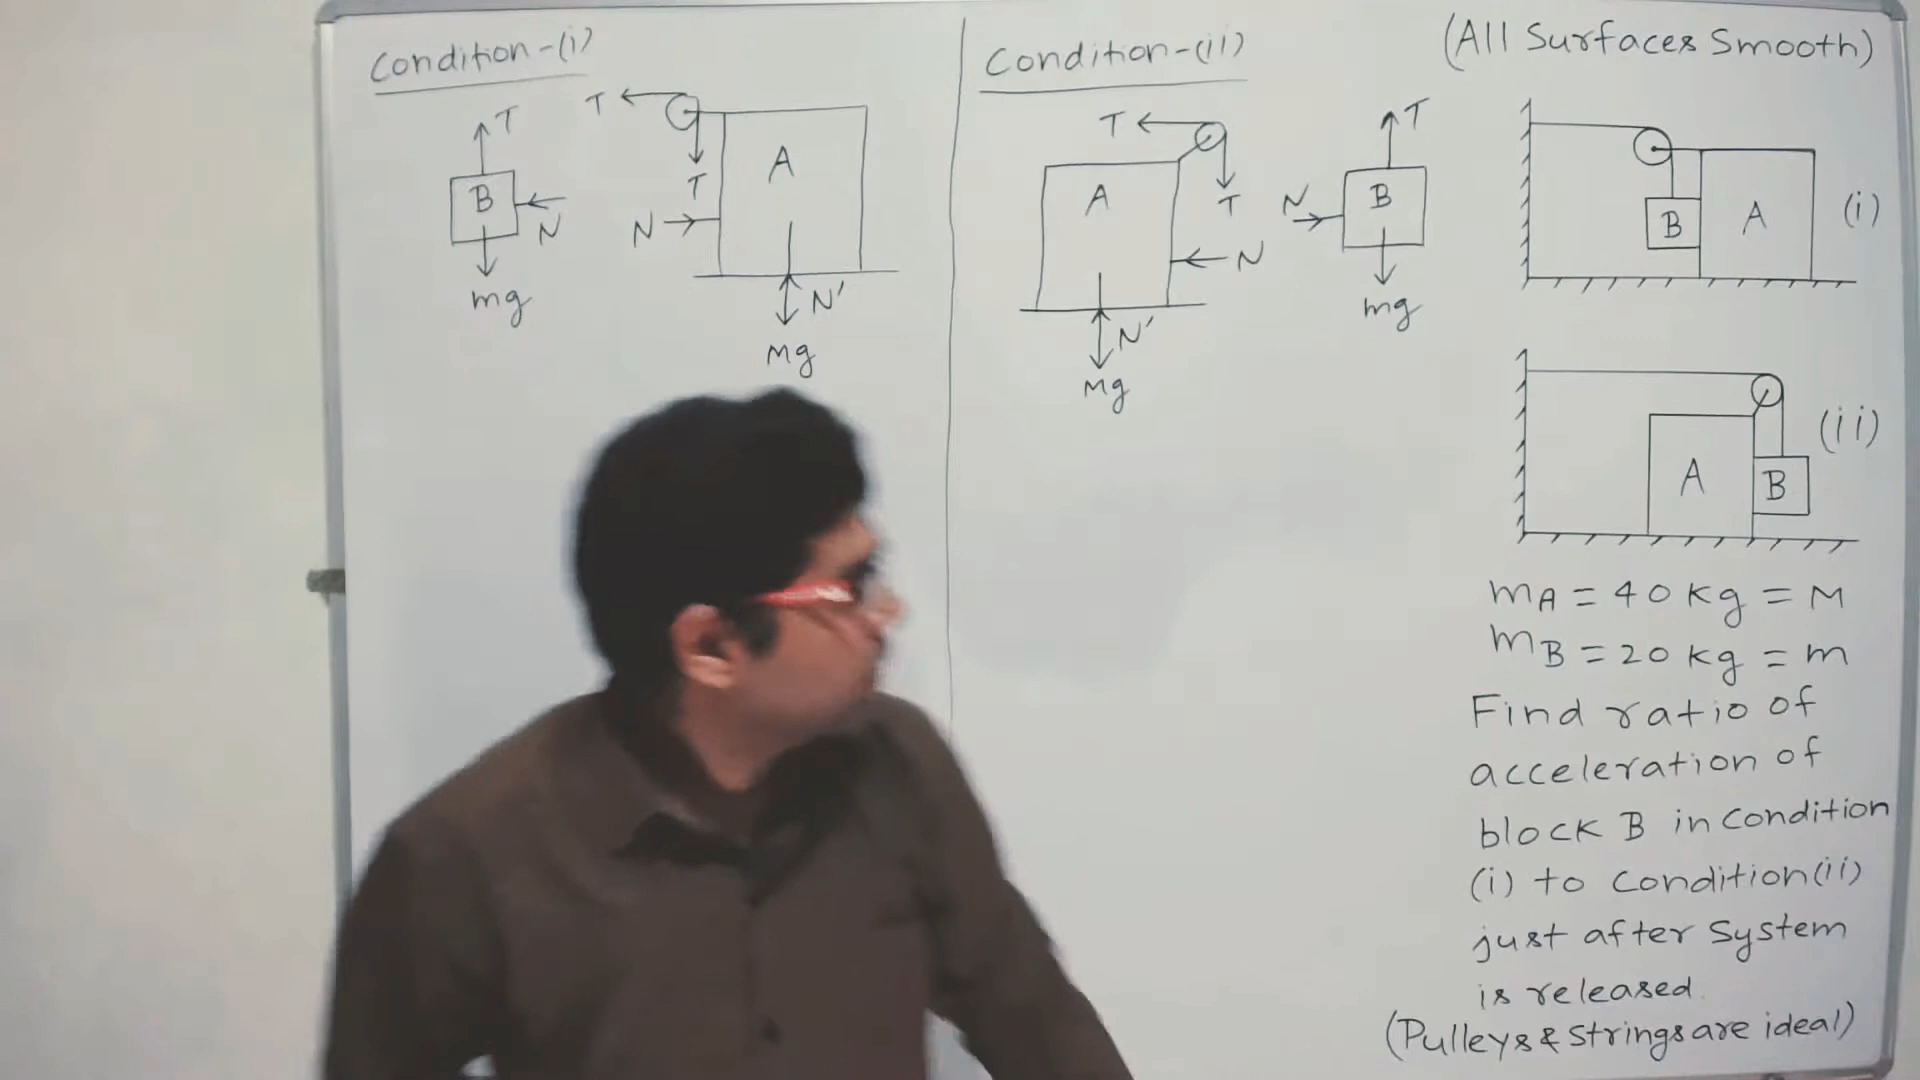 Condition-(i)
T
B
N
mg
T
T
A
N
N'
Mg
Condition-(ii)
T
T
A
N
N'
Mg
T
N
B
mg
(All Surfaces Smooth)
B
A
(i)
A
B
(ii)
mA = 40 kg = M
mB = 20 kg = m
Find ratio of
acceleration of
block B in condition
(i) to condition(ii)
just after system
is released.
(Pulleys & strings are ideal)